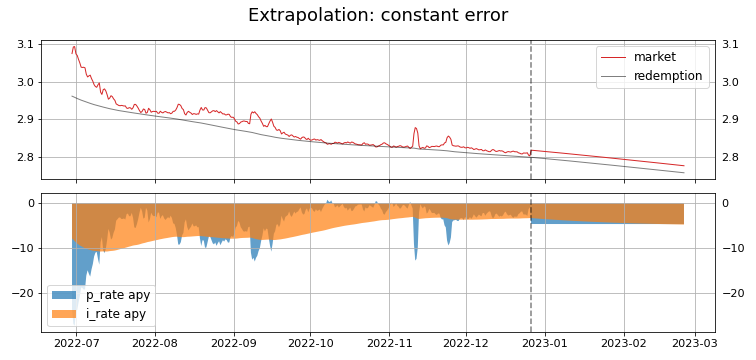 Extrapolation: constant error
3.1
3.0
2.9
2.8
3.1
3.0
2.9
2.8
market
redemption
0
−10
−20
0
−10
−20
p_rate apy
i_rate apy
2022-07 2022-08 2022-09 2022-10 2022-11 2022-12 2023-01 2023-02 2023-03